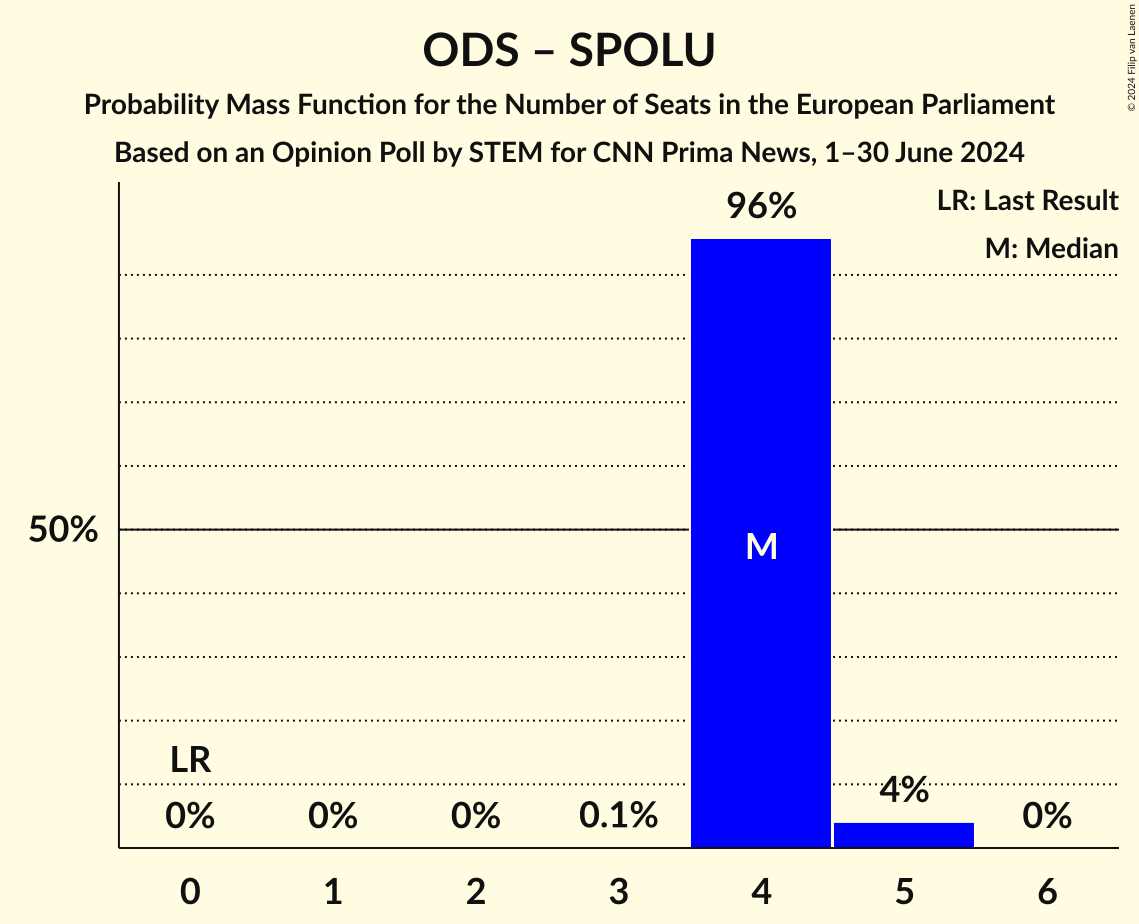 ODS – SPOLU
Probability Mass Function for the Number of Seats in the European Parliament
Based on an Opinion Poll by STEM for CNN Prima News, 1–30 June 2024
© 2024 Filip van Laenen
LR: Last Result
M: Median
96%
50%
M
LR
0%
0%
0%
0.1%
4%
0%
0
1
2
3
4
5
6